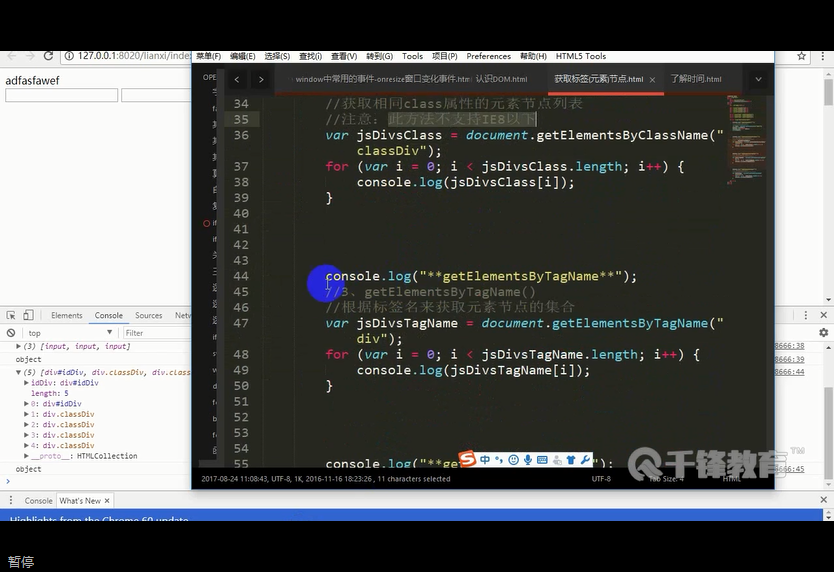 127.0.0.1:8020/lianxi/index
菜单(F) 编辑(E) 选择(S) 查找(i) 查看(V) 转到(G) Tools 项目(P) Preferences 帮助(H) HTML5 Tools
window中常用的事件-onresize窗口变化事件.htm
认识DOM.html
获取标签(元素)节点.html ×
了解时间.html
adfasfawef
34 //获取相同class属性的元素节点列表
35 //注意：此方法不支持IE8以下
36 var jsDivsClass = document.getElementsByClassName("
classDiv");
37 for (var i = 0; i < jsDivsClass.length; i++) {
38 console.log(jsDivsClass[i]);
39 }
40
41
42
43
44 console.log("**getElementsByTagName**");
45 //3、getElementsByTagName()
46 //根据标签名来获取元素节点的集合
47 var jsDivsTagName = document.getElementsByTagName("
div");
48 for (var i = 0; i < jsDivsTagName.length; i++) {
49 console.log(jsDivsTagName[i]);
50 }
51
52
53
54
55 console.log("**ge
2017-08-24 11:08:43, UTF-8, 1K, 2016-11-16 18:23:26 , 11 characters selected
UTF-8
Tab Size: 4
HTML
Elements Console Sources Netw
top ▼ Filter
(3) [input, input, input] 8666:38
object 8666:39
(5) [div#idDiv, div.classDiv, div.class 8666:44
idDiv: div#idDiv
length: 5
0: div#idDiv
1: div.classDiv
2: div.classDiv
3: div.classDiv
4: div.classDiv
__proto__: HTMLCollection
object 8666:45
千锋教育™
中
Console What's New ×
Highlights from the Chrome 60 update
暂停